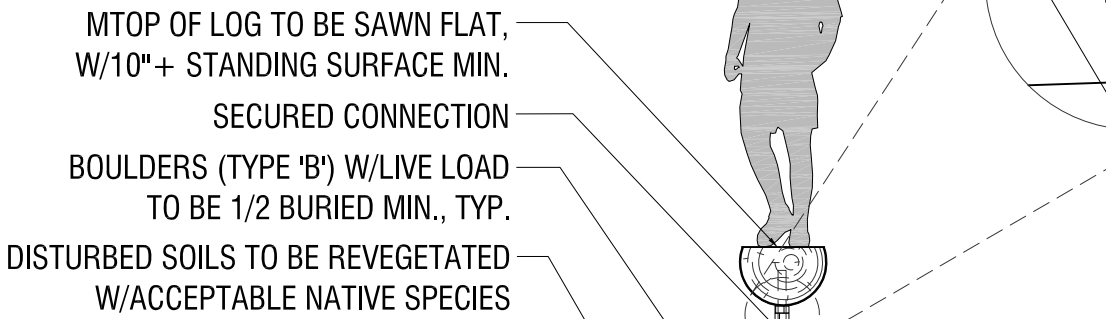 MTOP OF LOG TO BE SAWN FLAT,
W/10"+ STANDING SURFACE MIN.
SECURED CONNECTION
BOULDERS (TYPE 'B') W/LIVE LOAD
TO BE 1/2 BURIED MIN., TYP.
DISTURBED SOILS TO BE REVEGETATED
W/ACCEPTABLE NATIVE SPECIES